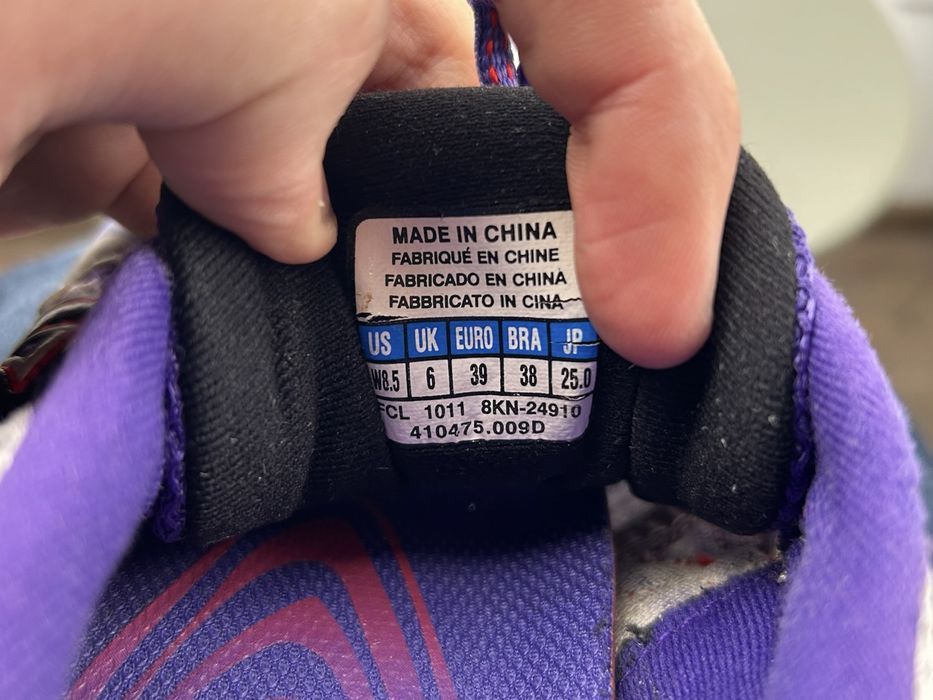 MADE IN CHINA
FABRIQUÉ EN CHINE
FABRICADO EN CHINA
FABBRICATO IN CINA
US UK EURO BRA JP
W8.5 6 39 38 25.0
FCL 1011 8KN-24910
410475.009D